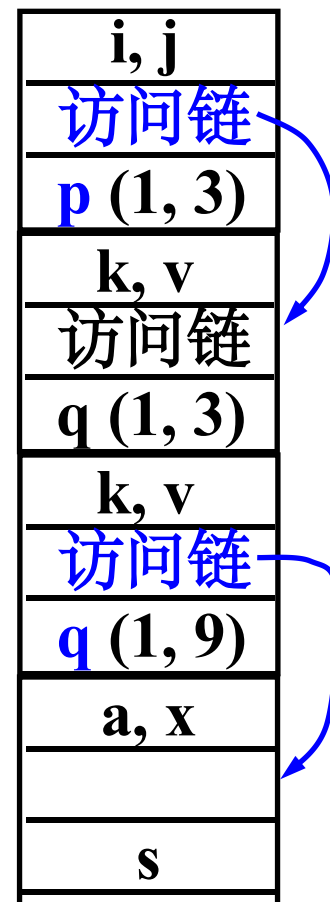 i, j
访问链
p (1, 3)
k, v
访问链
q (1, 3)
k, v
访问链
q (1, 9)
a, x
s